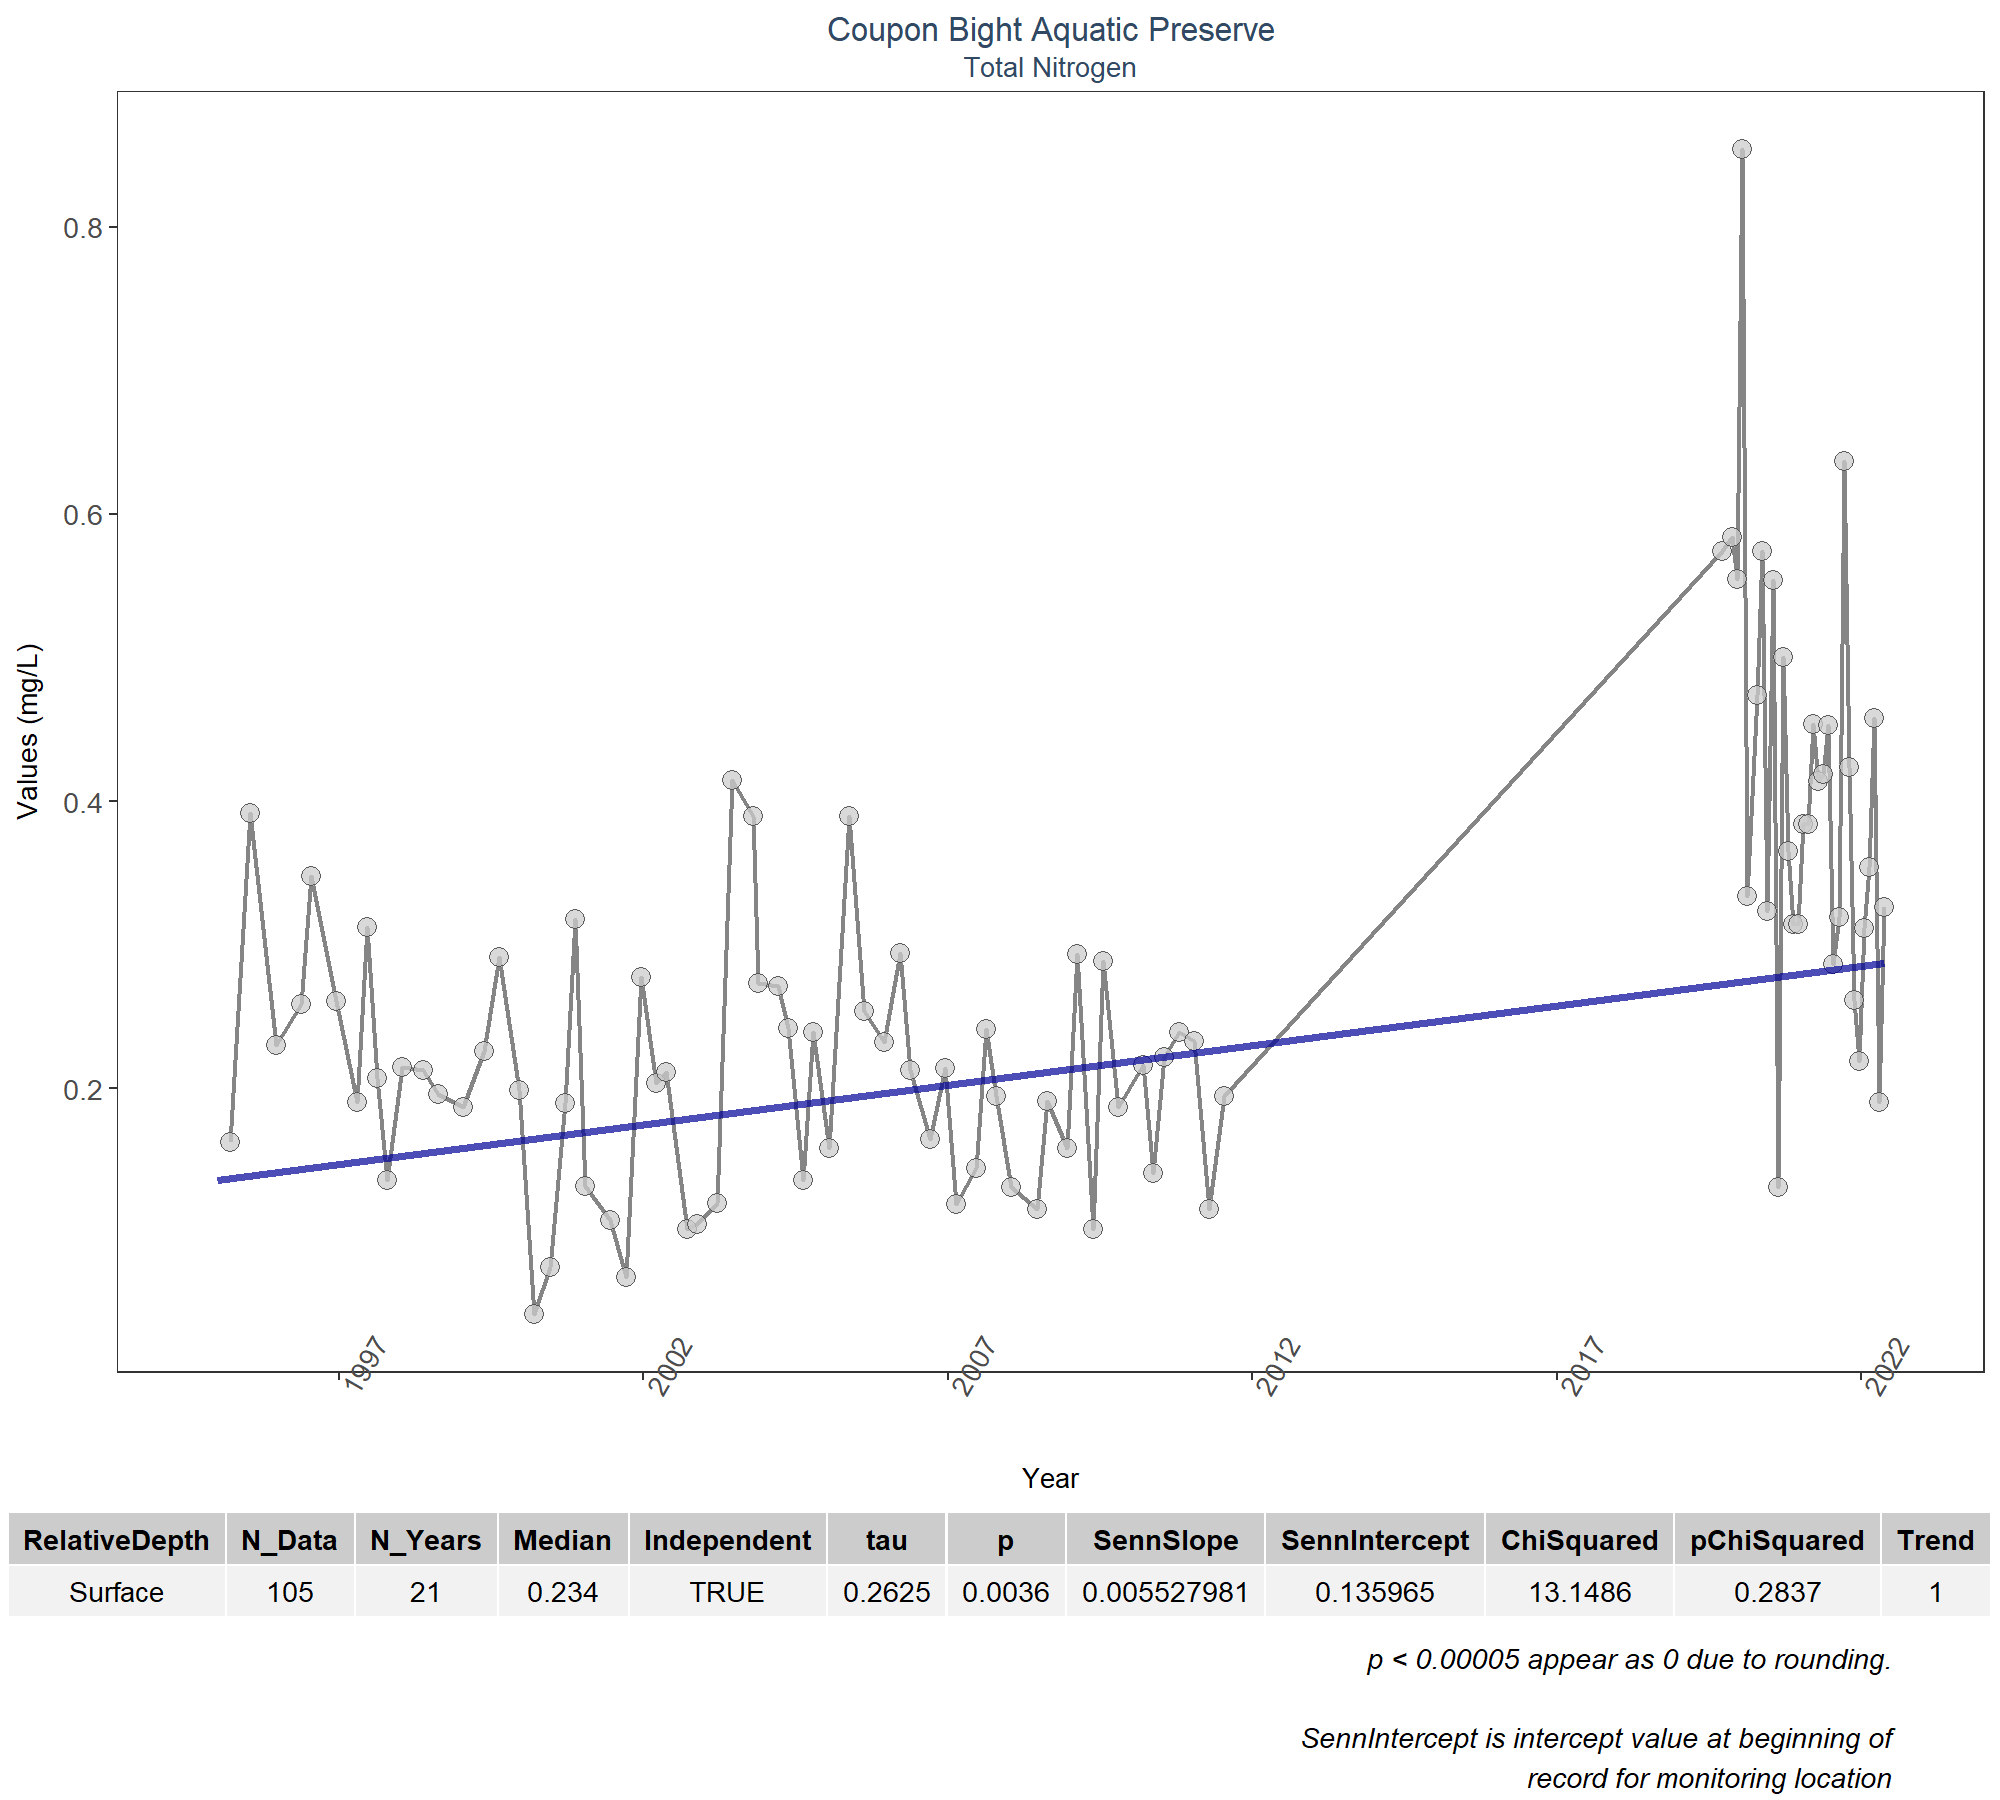 Coupon Bight Aquatic Preserve
Total Nitrogen
0.8
0.6
0.4
0.2
Values (mg/L)
1997 2002 2007 2012 2017 2022
Year
RelativeDepth N_Data N_Years Median Independent tau p SennSlope SennIntercept ChiSquared pChiSquared Trend
Surface 105 21 0.234 TRUE 0.2625 0.0036 0.005527981 0.135965 13.1486 0.2837 1
p < 0.00005 appear as 0 due to rounding.
SennIntercept is intercept value at beginning of
record for monitoring location